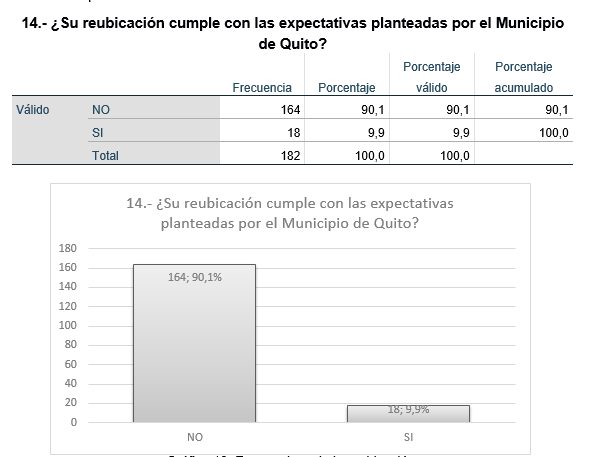 14.- ¿Su reubicación cumple con las expectativas planteadas por el Municipio
de Quito?
Porcentaje Porcentaje
Frecuencia Porcentaje válido acumulado
Válido NO 164 90,1 90,1 90,1
SI 18 9,9 9,9 100,0
Total 182 100,0 100,0
14.- ¿Su reubicación cumple con las expectativas
planteadas por el Municipio de Quito?
180
160
140
120
100
80
60
40
20
0
164; 90,1%
18; 9,9%
NO SI